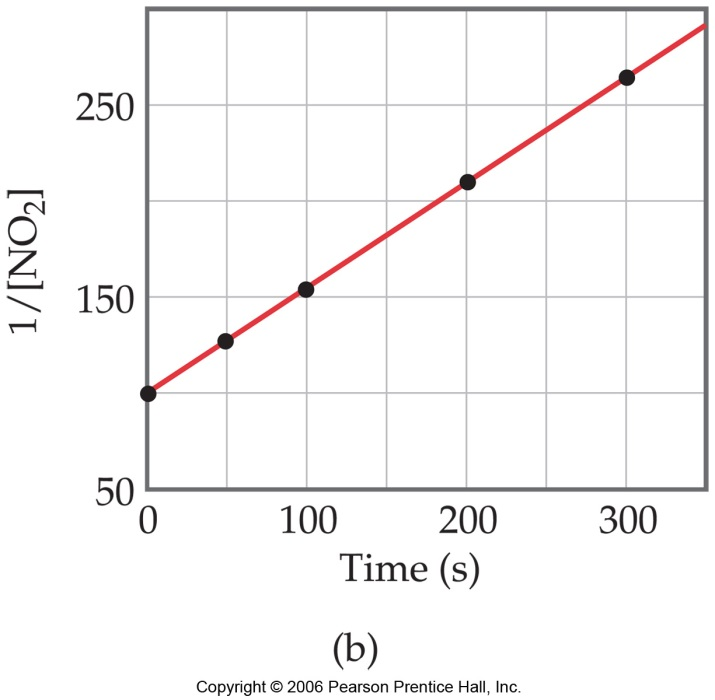 250
150
50
1/[NO₂]
0 100 200 300
Time (s)
(b)
Copyright © 2006 Pearson Prentice Hall, Inc.